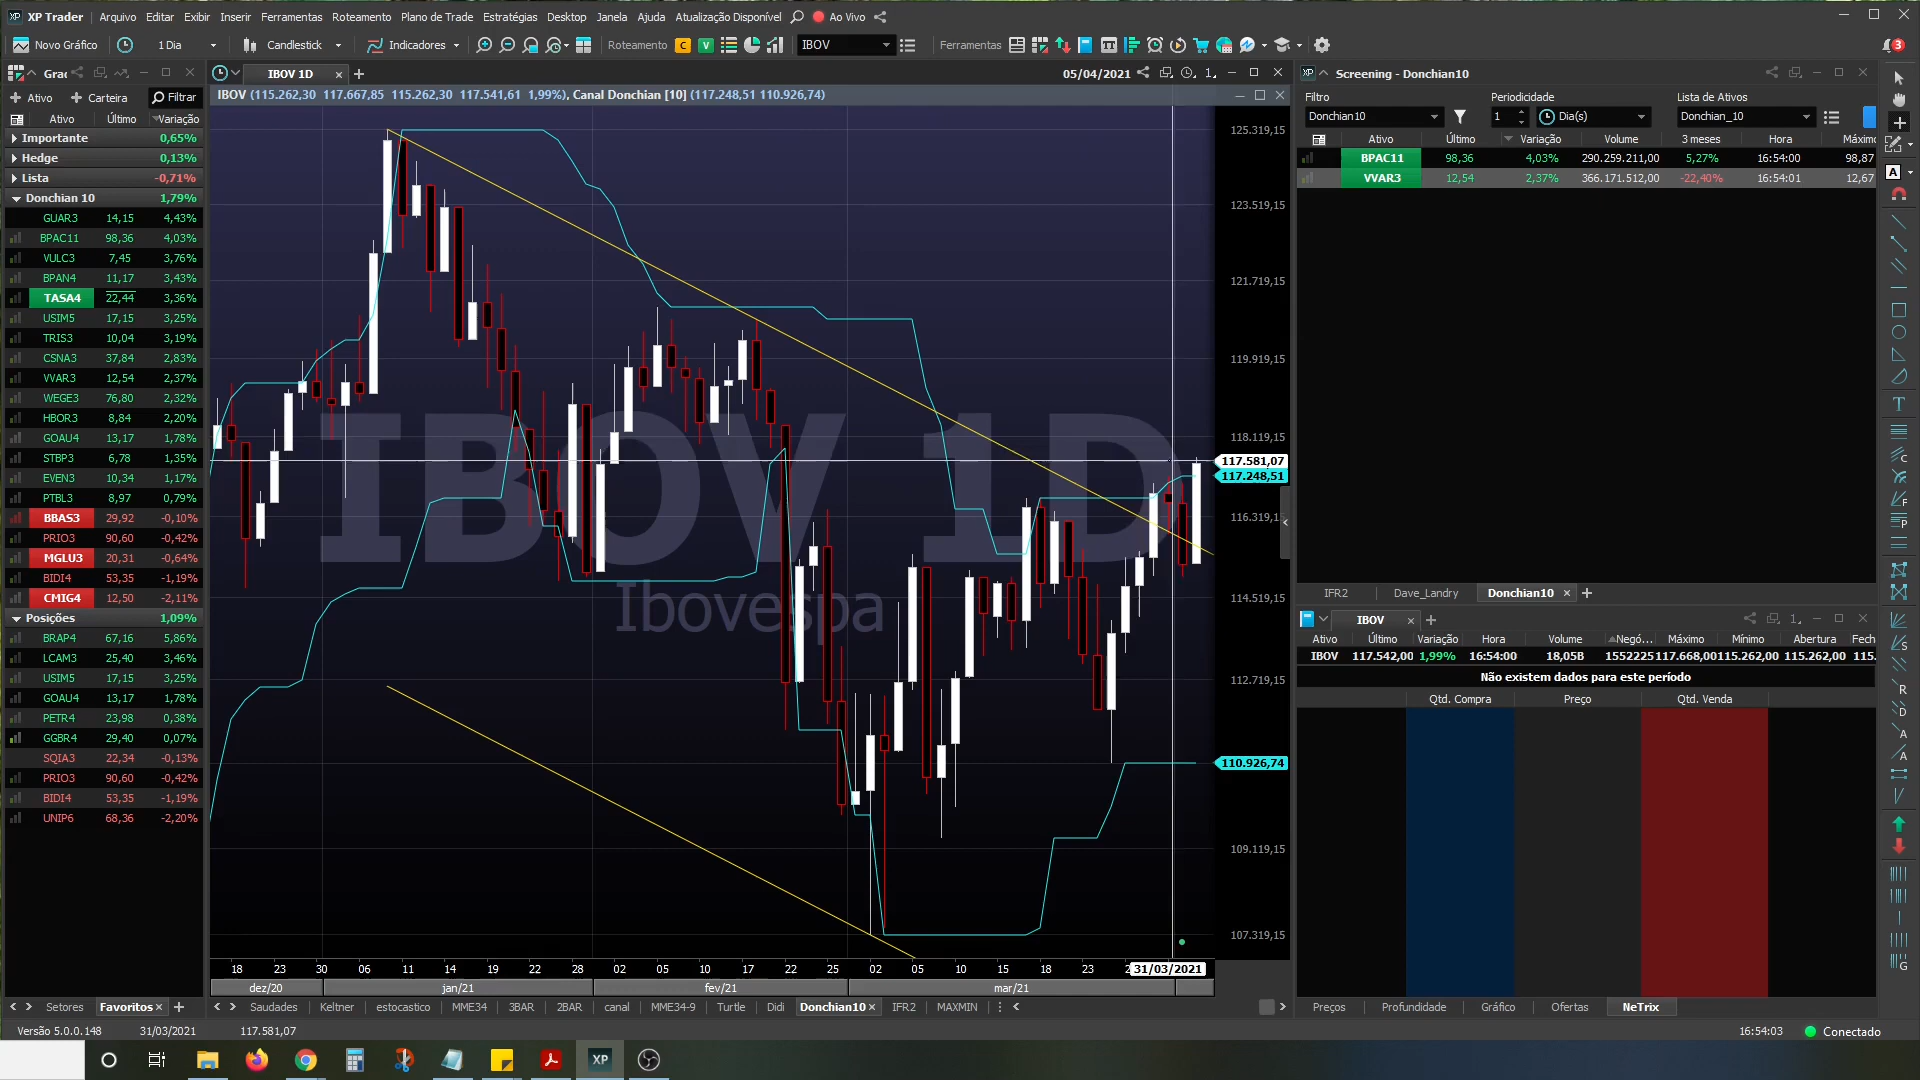 XP Trader Arquivo Editar Exibir Inserir Ferramentas Roteamento Plano de Trade Estratégias Desktop Janela Ajuda Atualização Disponível Ao Vivo
Novo Gráfico 1 Dia Candlestick Indicadores Roteamento C V IBOV Ferramentas TT 3
Grac
Ativo Carteira Filtrar
Ativo Último Variação
Importante 0,65%
Hedge 0,13%
Lista -0,71%
Donchian 10 1,79%
GUAR3 14,15 4,43%
BPAC11 98,36 4,03%
VULC3 7,45 3,76%
BPAN4 11,17 3,43%
TASA4 22,44 3,36%
USIM5 17,15 3,25%
TRIS3 10,04 3,19%
CSNA3 37,84 2,83%
VVAR3 12,54 2,37%
WEGE3 76,80 2,32%
HBOR3 8,84 2,20%
GOAU4 13,17 1,78%
STBP3 6,78 1,35%
EVEN3 10,34 1,17%
PTBL3 8,97 0,79%
BBAS3 29,92 -0,10%
PRIO3 90,60 -0,42%
MGLU3 20,31 -0,64%
BIDI4 53,35 -1,19%
CMIG4 12,50 -2,11%
Posições 1,09%
BRAP4 67,16 5,86%
LCAM3 25,40 3,46%
USIM5 17,15 3,25%
GOAU4 13,17 1,78%
PETR4 23,98 0,38%
GGBR4 29,40 0,07%
SQIA3 22,34 -0,13%
PRIO3 90,60 -0,42%
BIDI4 53,35 -1,19%
UNIP6 68,36 -2,20%
Setores Favoritos
IBOV 1D 05/04/2021 1
IBOV (115.262,30 117.667,85 115.262,30 117.541,61 1,99%), Canal Donchian [10] (117.248,51 110.926,74)
IBOV 1D
Ibovespa
125.319,15
123.519,15
121.719,15
119.919,15
118.119,15
117.581,07
117.248,51
116.319,15
114.519,15
112.719,15
110.926,74
109.119,15
107.319,15
18 23 30 06 11 14 19 22 28 02 05 10 17 22 25 02 05 10 15 18 23 31/03/2021
dez/20 jan/21 fev/21 mar/21
Saudades Keltner estocastico MME34 3BAR 2BAR canal MME34-9 Turtle Didi Donchian10 IFR2 MAXMIN
Screening - Donchian10
Filtro Periodicidade Lista de Ativos
Donchian10 1 Dia(s) Donchian_10
Ativo Último Variação Volume 3 meses Hora Máximo
BPAC11 98,36 4,03% 290.259.211,00 5,27% 16:54:00 98,87
VVAR3 12,54 2,37% 366.171.512,00 -22,40% 16:54:01 12,67
IFR2 Dave_Landry Donchian10
IBOV 1
Ativo Último Variação Hora Volume Negó... Máximo Mínimo Abertura Fech
IBOV 117.542,00 1,99% 16:54:00 18,05B 1552225 117.668,00 115.262,00 115.262,00 115.
Não existem dados para este período
Qtd. Compra Preço Qtd. Venda
Preços Profundidade Gráfico Ofertas NeTrix
Versão 5.0.0.148 31/03/2021 117.581,07 16:54:03 Conectado
XP